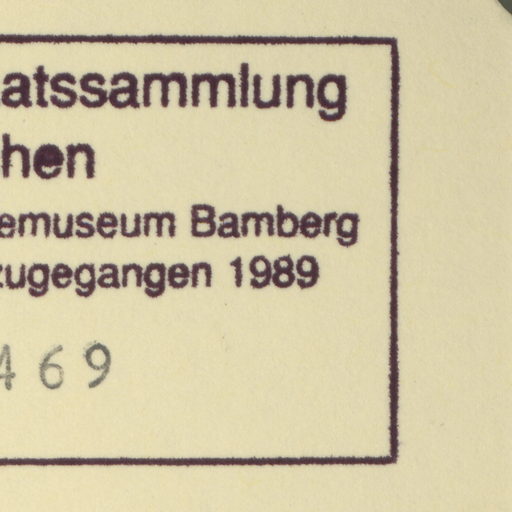 atssammlung
hen
emuseum Bamberg
zugegangen 1989
469